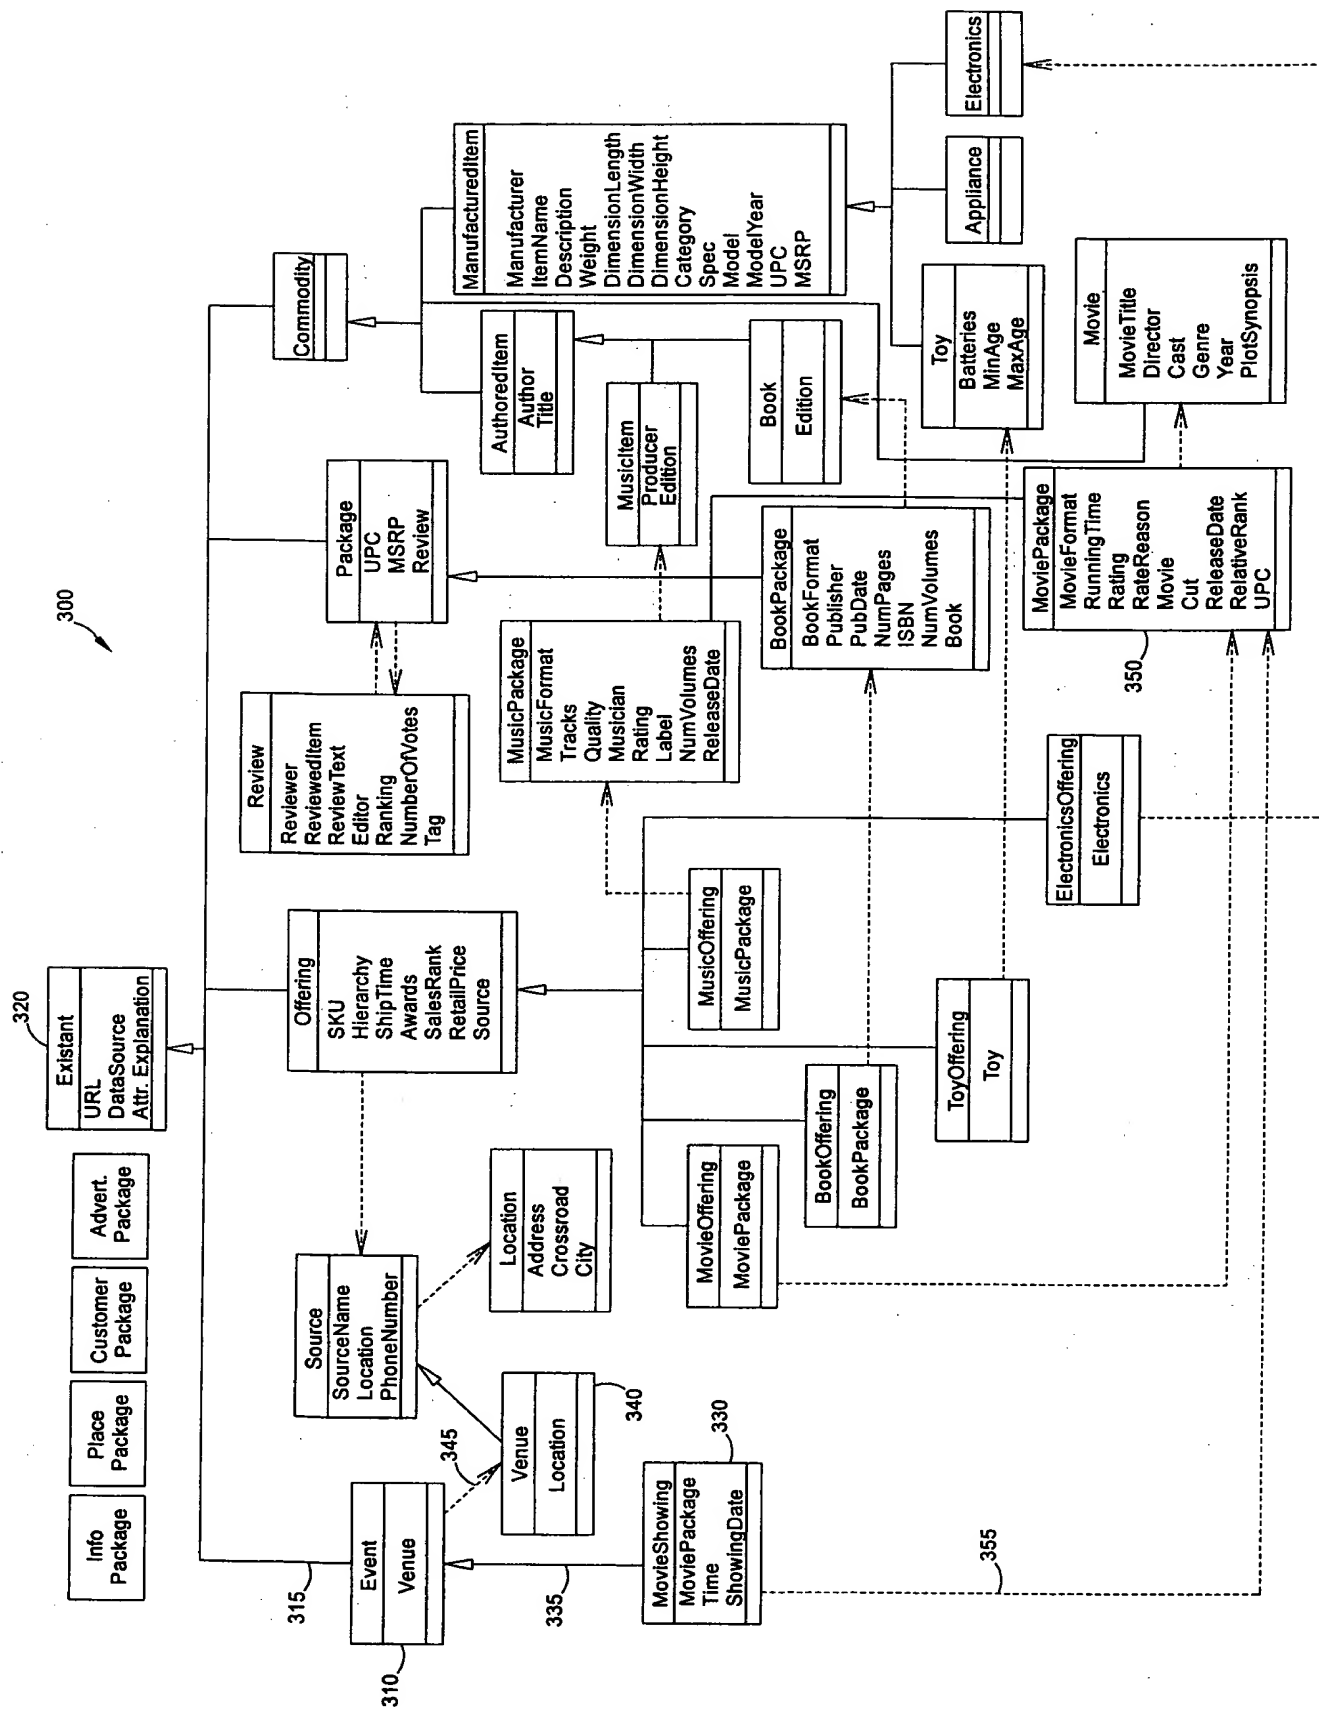 300
Info
Package
Place
Package
Customer
Package
Advert.
Package
320
Existant
URL
DataSource
Attr. Explanation
315
310
Event
Venue
345
Source
SourceName
Location
PhoneNumber
Offering
SKU
Hierarchy
ShipTime
Awards
SalesRank
RetailPrice
Source
Review
Reviewer
ReviewedItem
ReviewText
Editor
Ranking
NumberOfVotes
Tag
Package
UPC
MSRP
Review
Commodity
335
Venue
Location
340
Location
Address
Crossroad
City
MusicPackage
MusicFormat
Tracks
Quality
Musician
Rating
Label
NumVolumes
ReleaseDate
AuthoredItem
Author
Title
ManufacturedItem
Manufacturer
ItemName
Description
Weight
DimensionLength
DimensionWidth
DimensionHeight
Category
Spec
Model
ModelYear
UPC
MSRP
MusicItem
Producer
Edition
MovieShowing
MoviePackage
Time
ShowingDate
330
MovieOffering
MoviePackage
MusicOffering
MusicPackage
BookOffering
BookPackage
BookPackage
BookFormat
Publisher
PubDate
NumPages
ISBN
NumVolumes
Book
Book
Edition
ToyOffering
Toy
Toy
Batteries
MinAge
MaxAge
Appliance
Electronics
355
ElectronicsOffering
Electronics
350
MoviePackage
MovieFormat
RunningTime
Rating
RateReason
Movie
Cut
ReleaseDate
RelativeRank
UPC
Movie
MovieTitle
Director
Cast
Genre
Year
PlotSynopsis